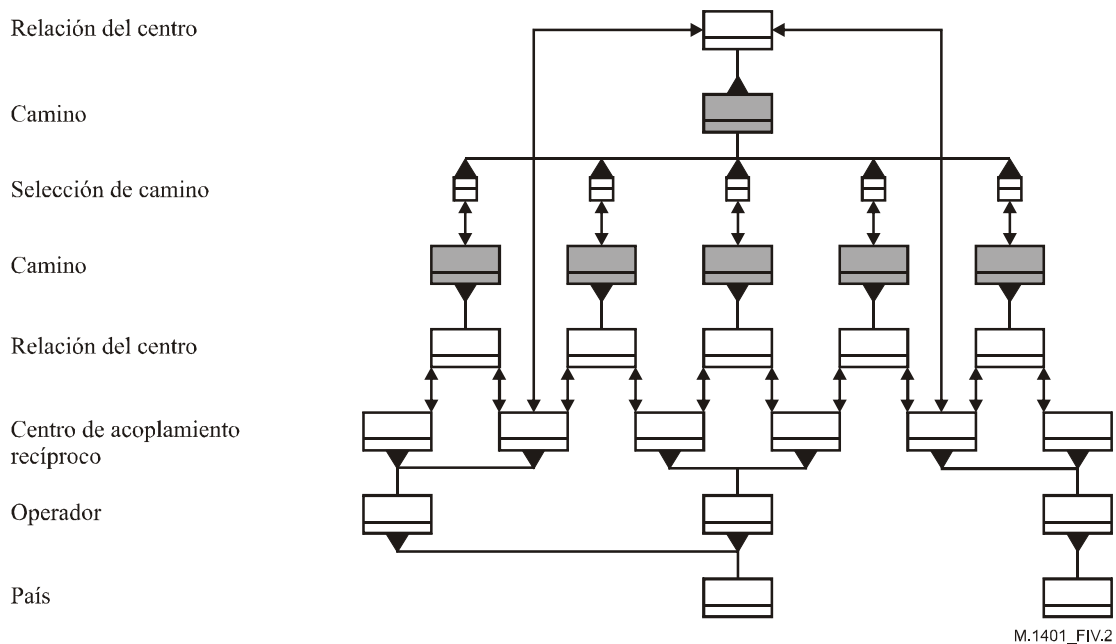 Relación del centro
Camino
Selección de camino
Camino
Relación del centro
Centro de acoplamiento
recíproco
Operador
País
M.1401_FIV.2